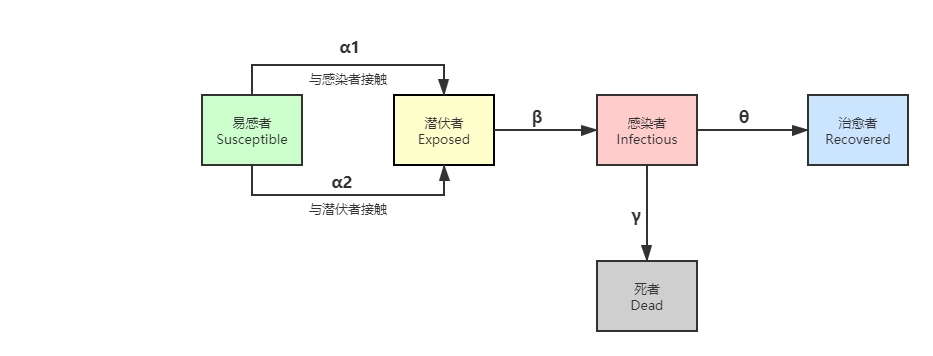 α1
与感染者接触
易感者
Susceptible
潜伏者
Exposed
β
感染者
Infectious
θ
治愈者
Recovered
α2
与潜伏者接触
γ
死者
Dead